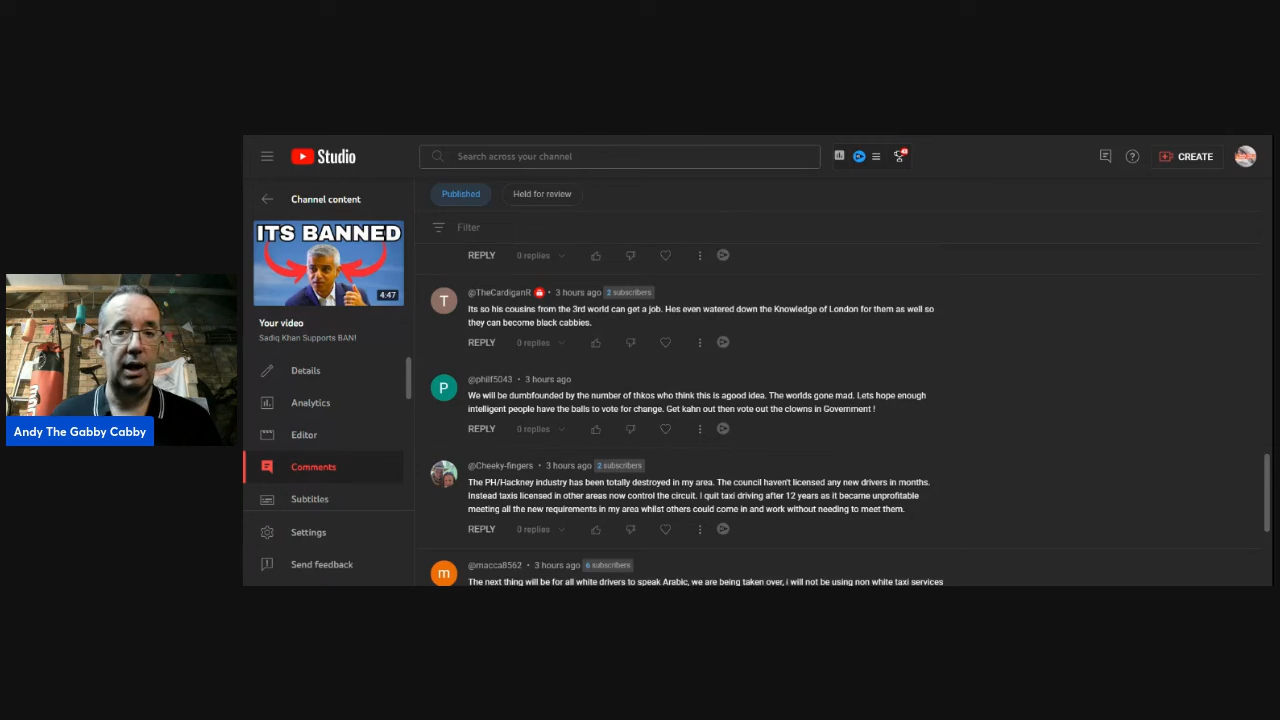 Studio
Search across your channel
CREATE
Channel content
Published
Held for review
ITS BANNED
4:47
Filter
Your video
Sadiq Khan Supports BAN!
Details
Analytics
Editor
Comments
Subtitles
Settings
Send feedback
REPLY 0 replies
T
@TheCardiganR • 3 hours ago 2 subscribers
Its so his cousins from the 3rd world can get a job. Hes even watered down the Knowledge of London for them as well so
they can become black cabbies.
REPLY 0 replies
P
@philf5043 • 3 hours ago
We will be dumbfounded by the number of thkos who think this is agood idea. The worlds gone mad. Lets hope enough
intelligent people have the balls to vote for change. Get kahn out then vote out the clowns in Government !
REPLY 0 replies
@Cheeky-fingers • 3 hours ago 2 subscribers
The PH/Hackney industry has been totally destroyed in my area. The council haven't licensed any new drivers in months.
Instead taxis licensed in other areas now control the circuit. I quit taxi driving after 12 years as it became unprofitable
meeting all the new requirements in my area whilst others could come in and work without needing to meet them.
REPLY 0 replies
m
@macca8562 • 3 hours ago 6 subscribers
The next thing will be for all white drivers to speak Arabic, we are being taken over, i will not be using non white taxi services
Andy The Gabby Cabby